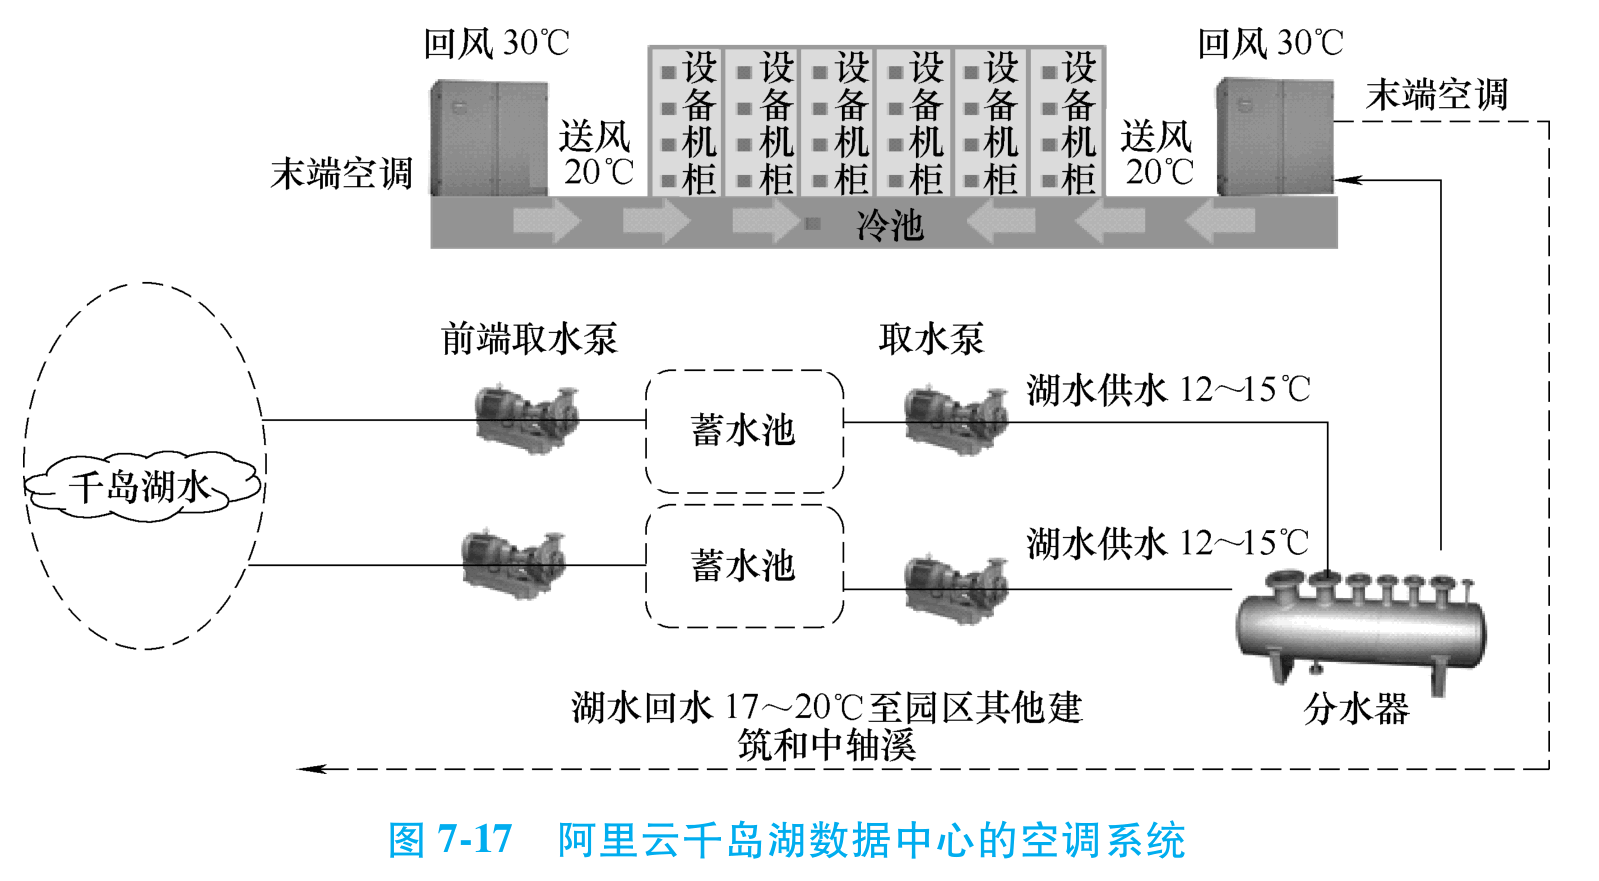 回风 30℃
回风 30℃
末端空调
送风
20℃
末端空调
设备机柜
设备机柜
设备机柜
设备机柜
设备机柜
设备机柜
送风
20℃
冷池
前端取水泵
取水泵
湖水供水 12～15℃
蓄水池
千岛湖水
湖水供水 12～15℃
蓄水池
湖水回水 17～20℃至园区其他建
筑和中轴溪
分水器
图 7-17 阿里云千岛湖数据中心的空调系统